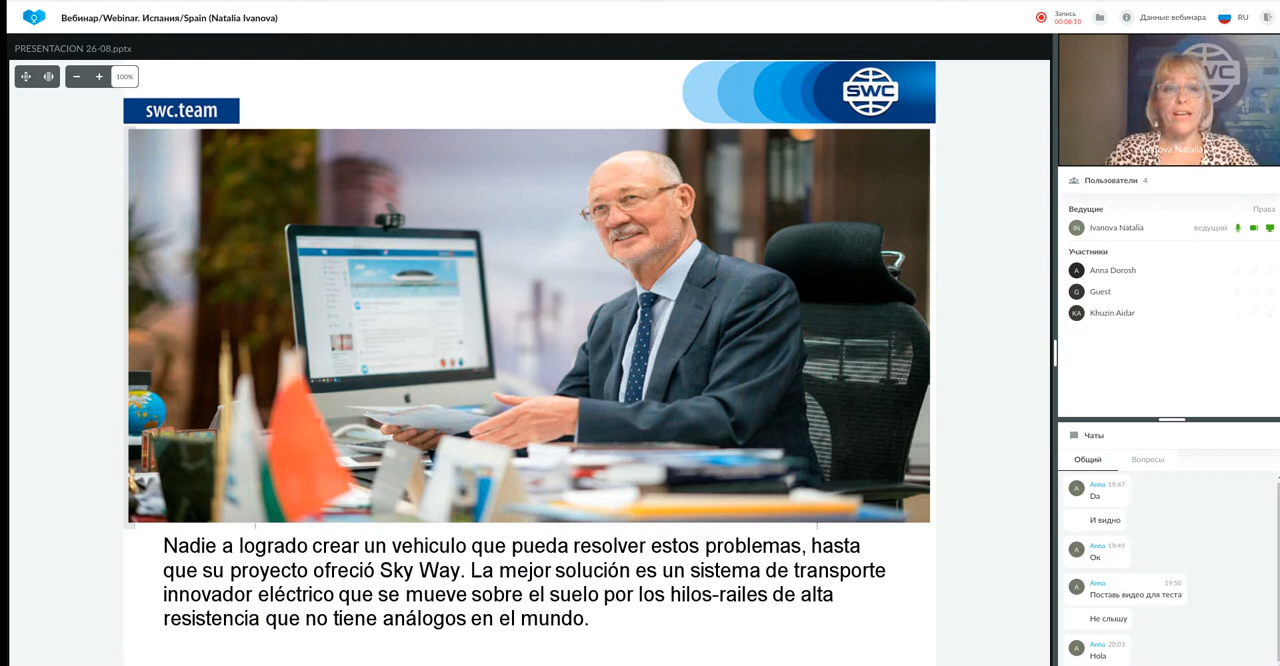 Вебинар/Webinar. Испания/Spain (Natalia Ivanova)
Запись
00:08:10
Данные вебинара
RU
PRESENTACION 26-08.pptx
100%
swc.team
SWC
Nadie a logrado crear un vehiculo que pueda resolver estos problemas, hasta
que su proyecto ofreció Sky Way. La mejor solución es un sistema de transporte
innovador eléctrico que se mueve sobre el suelo por los hilos-raíles de alta
resistencia que no tiene análogos en el mundo.
Пользователи 4
Ведущие Права
IN Ivanova Natalia ведущий
Участники
A Anna Dorosh
G Guest
KA Khuzin Aidar
Чаты
Общий Вопросы
A Anna 19:47
Da
И видно
A Anna 19:49
Ок
A Anna 19:50
Поставь видео для теста
Не слышу
A Anna 20:03
Hola